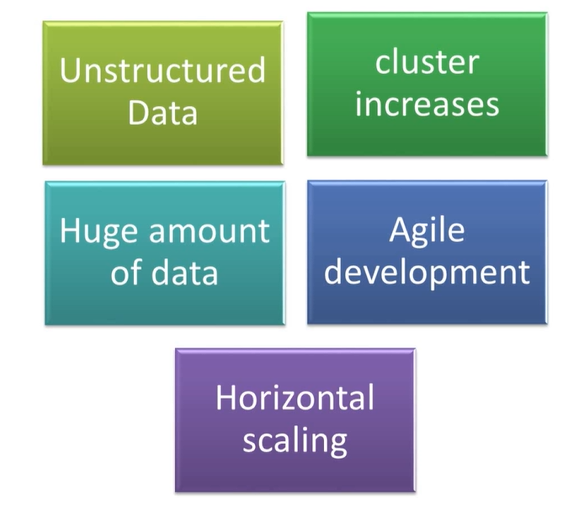 Unstructured
Data
cluster
increases
Huge amount
of data
Agile
development
Horizontal
scaling